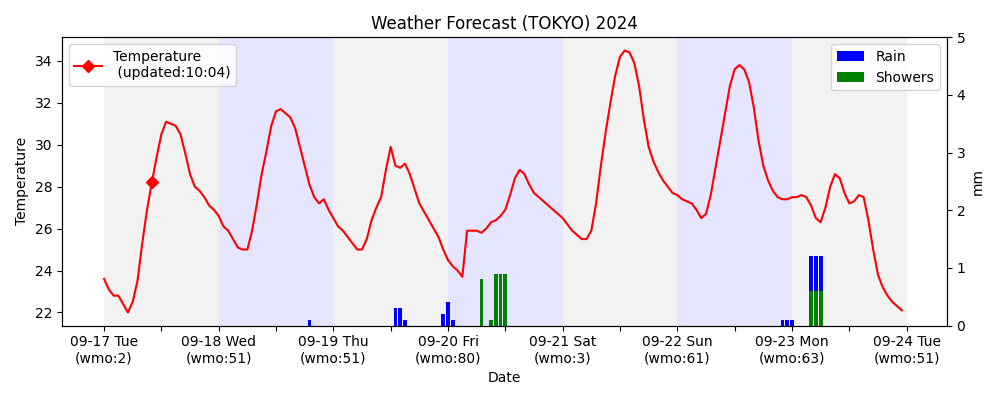 Weather Forecast (TOKYO) 2024
Temperature
(updated:10:04)
Rain
Showers
Temperature
34
32
30
28
26
24
22
5
4
3
2
1
0
mm
09-17 Tue
(wmo:2)
09-18 Wed
(wmo:51)
09-19 Thu
(wmo:51)
09-20 Fri
(wmo:80)
09-21 Sat
(wmo:3)
09-22 Sun
(wmo:61)
09-23 Mon
(wmo:63)
09-24 Tue
(wmo:51)
Date